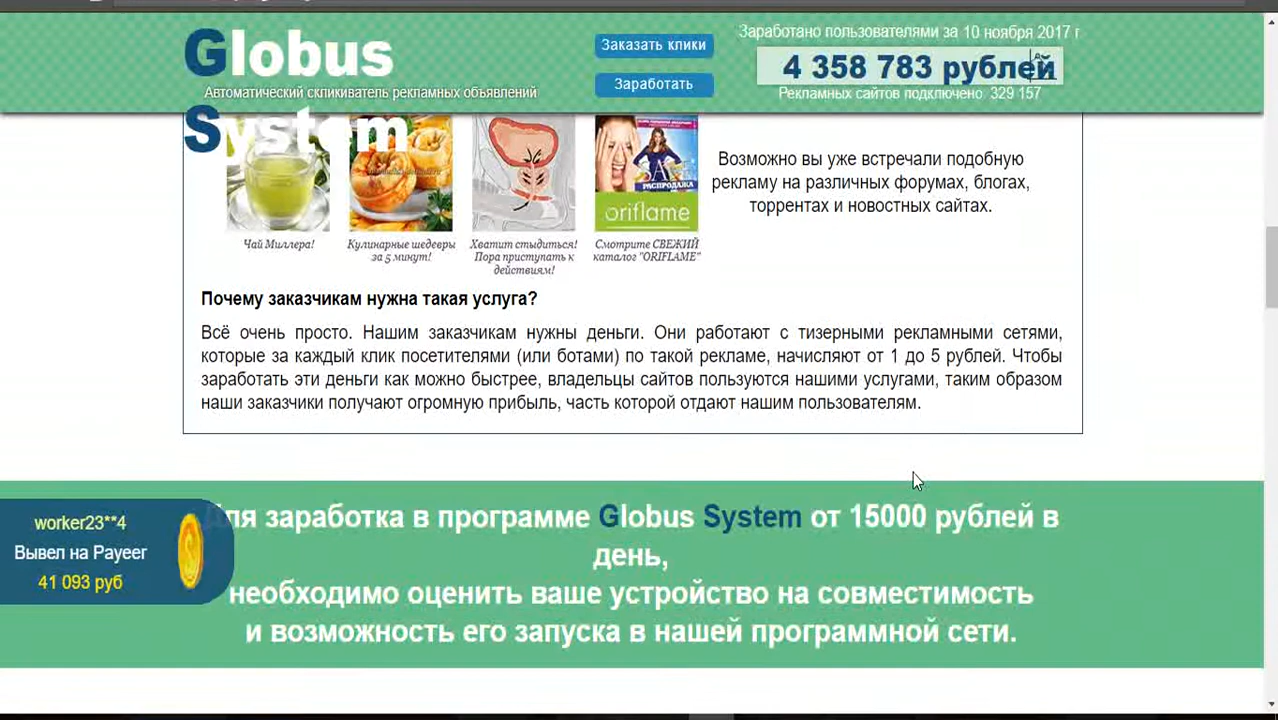 Globus
System
Автоматический скликиватель рекламных объявлений
Заказать клики
Заработать
Заработано пользователями за 10 ноября 2017 г
4 358 783 рублей
Рекламных сайтов подключено: 329 157
РАСПРОДАЖА
oriflame
Чай Миллера!
Кулинарные шедевры
за 5 минут!
Хватит стыдиться!
Пора приступать к
действиям!
Смотрите СВЕЖИЙ
каталог "ORIFLAME"
Возможно вы уже встречали подобную
рекламу на различных форумах, блогах,
торрентах и новостных сайтах.
Почему заказчикам нужна такая услуга?
Всё очень просто. Нашим заказчикам нужны деньги. Они работают с тизерными рекламными сетями,
которые за каждый клик посетителями (или ботами) по такой рекламе, начисляют от 1 до 5 рублей. Чтобы
заработать эти деньги как можно быстрее, владельцы сайтов пользуются нашими услугами, таким образом
наши заказчики получают огромную прибыль, часть которой отдают нашим пользователям.
Для заработка в программе Globus System от 15000 рублей в
день,
необходимо оценить ваше устройство на совместимость
и возможность его запуска в нашей программной сети.
worker23**4
Вывел на Payeer
41 093 руб